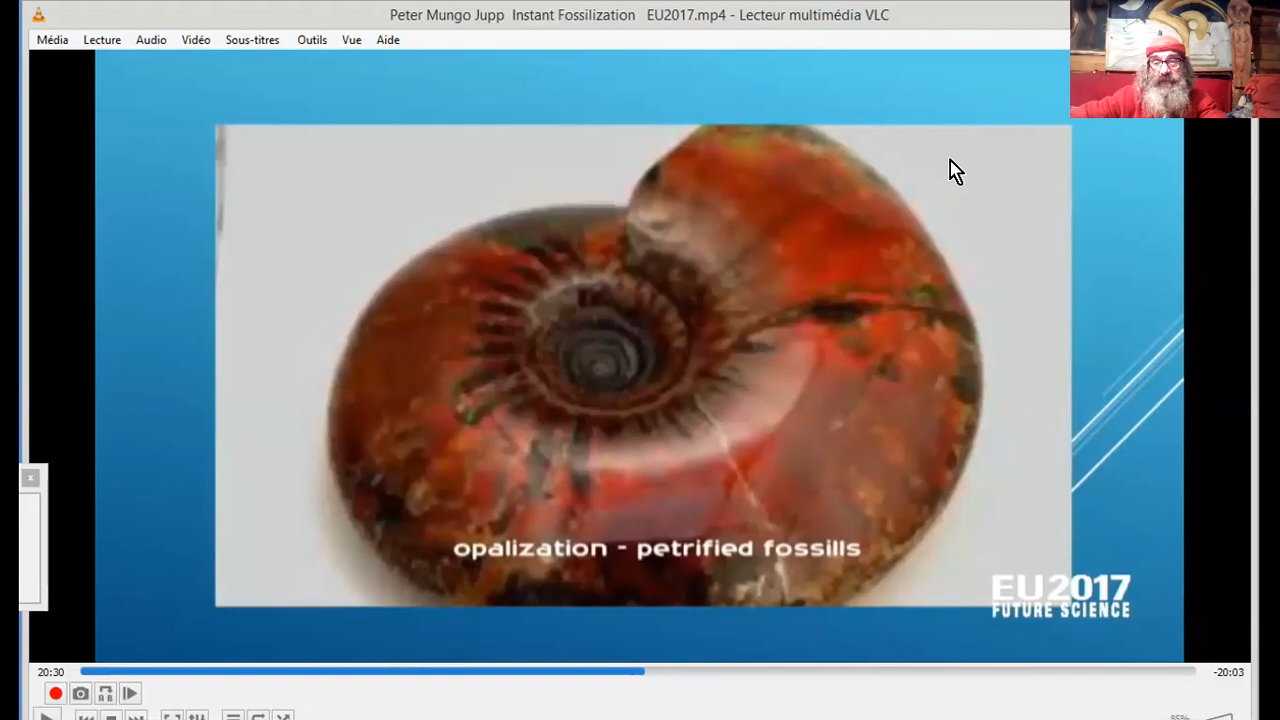 Peter Mungo Jupp Instant Fossilization EU2017.mp4 - Lecteur multimédia VLC
Média Lecture Audio Vidéo Sous-titres Outils Vue Aide
opalization - petrified fossills
EU2017
FUTURE SCIENCE
20:30 -20:03
85%